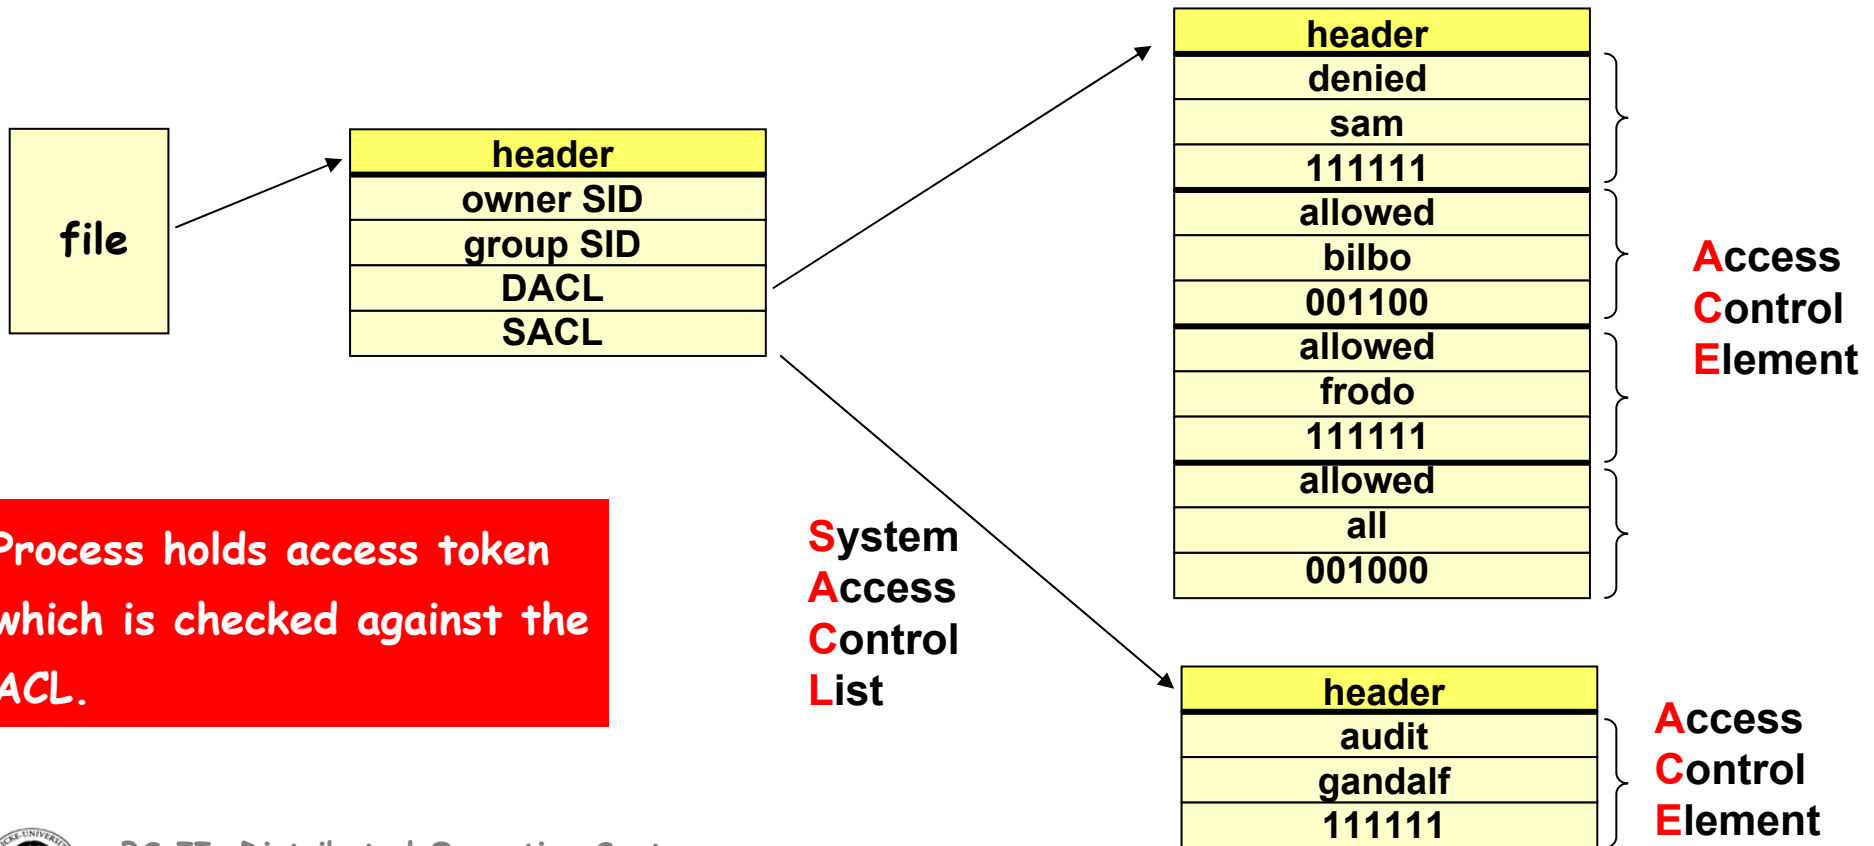 file
header
owner SID
group SID
DACL
SACL
header
denied
sam
111111
allowed
bilbo
001100
allowed
frodo
111111
allowed
all
001000
Access
Control
Element
Process holds access token
which is checked against the
ACL.
System
Access
Control
List
header
audit
gandalf
111111
Access
Control
Element